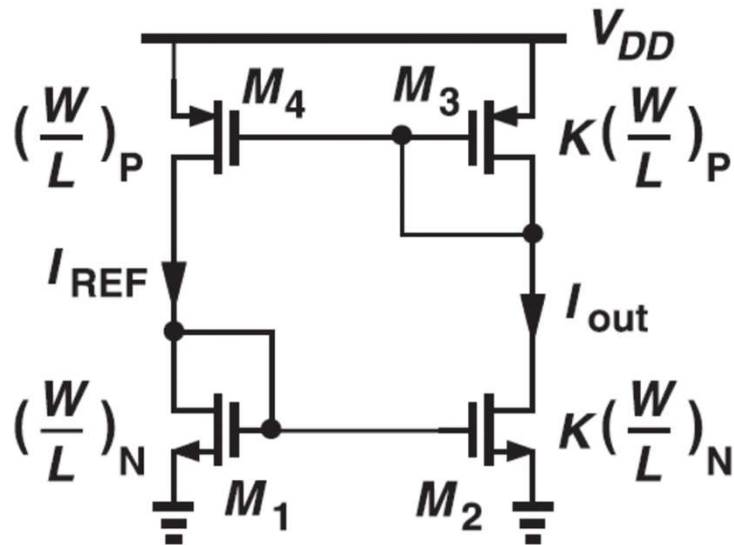 V_DD
M_4 M_3
(W/L)_P K(W/L)_P
I_REF I_out
(W/L)_N K(W/L)_N
M_1 M_2